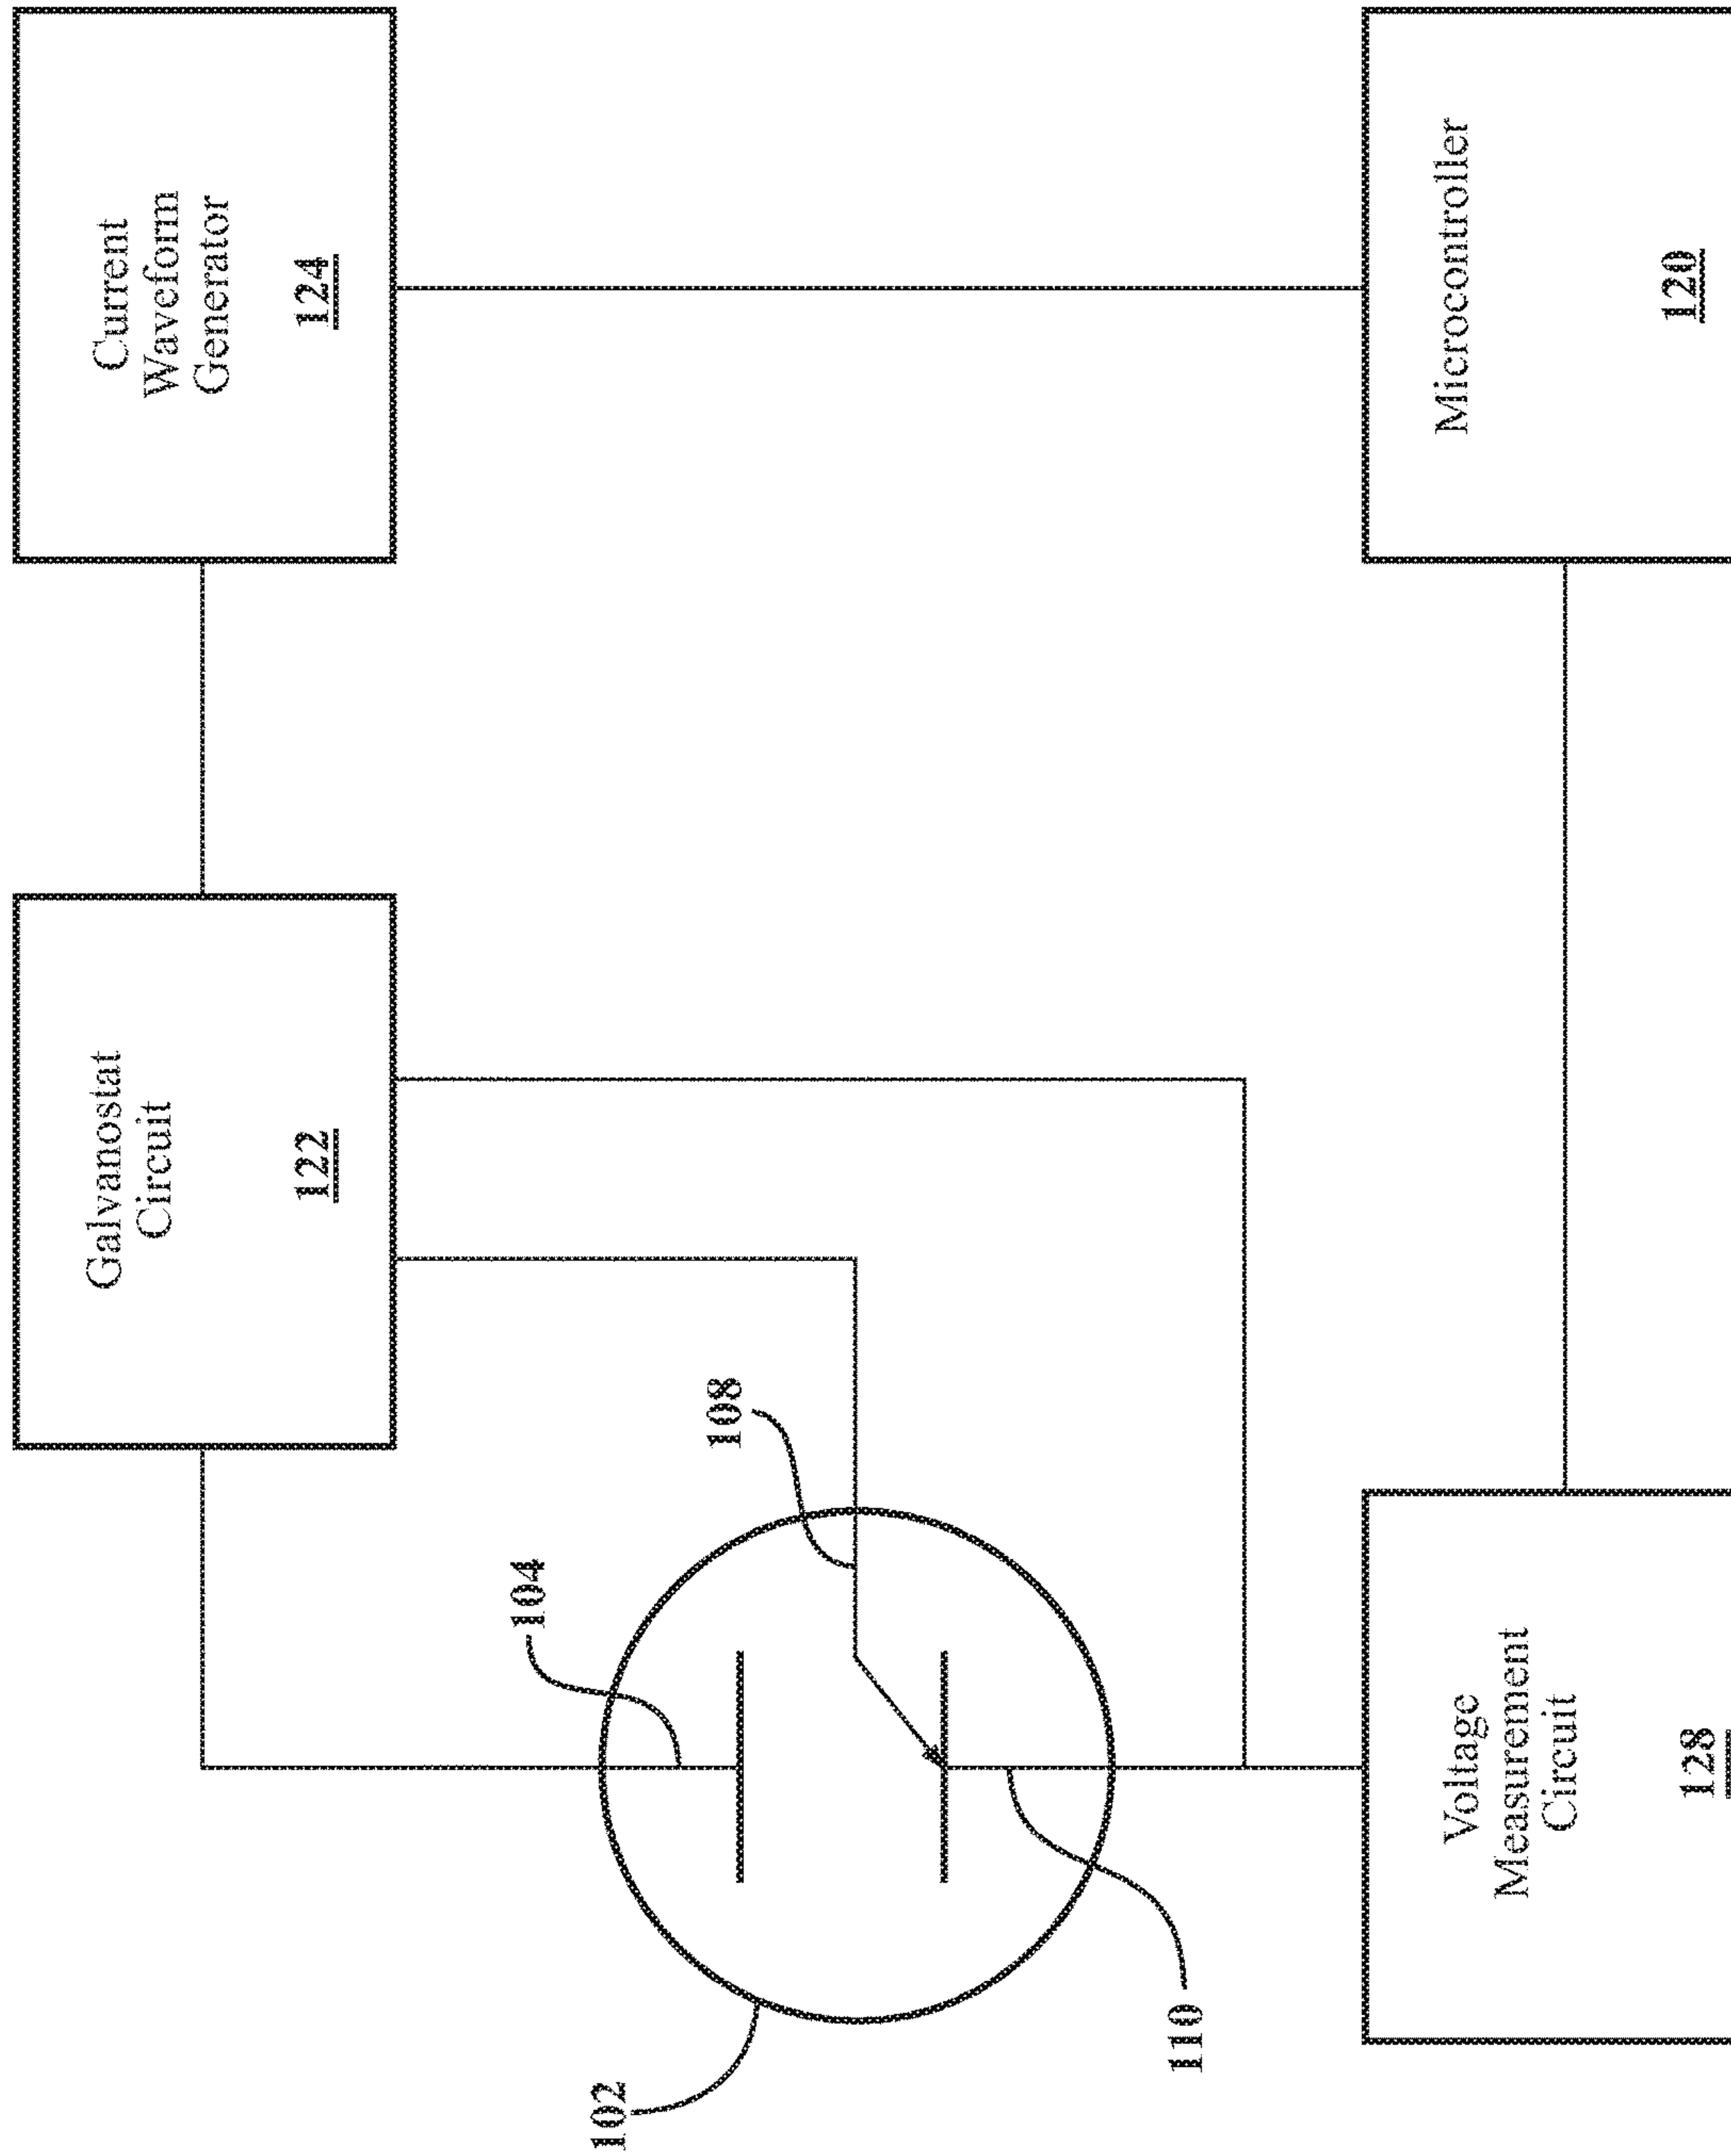 102
104
108
110
Galvanostat
Circuit
122
Current
Waveform
Generator
124
Voltage
Measurement
Circuit
128
Microcontroller
120